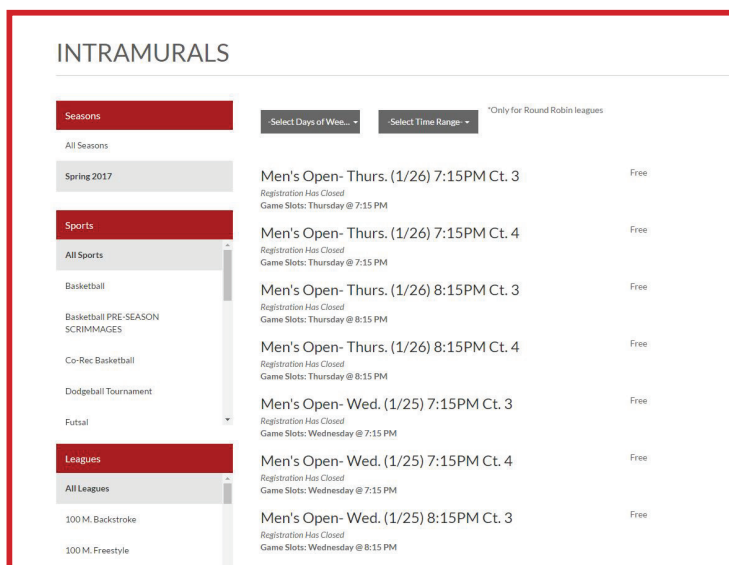 INTRAMURALS
Seasons
All Seasons
Spring 2017
Sports
All Sports
Basketball
Basketball PRE-SEASON
SCRIMMAGES
Co-Rec Basketball
Dodgeball Tournament
Futsal
Leagues
All Leagues
100 M. Backstroke
100 M. Freestyle
-Select Days of Wee...
-Select Time Range-
*Only for Round Robin leagues
Men's Open- Thurs. (1/26) 7:15PM Ct. 3
Free
Registration Has Closed
Game Slots: Thursday @ 7:15 PM
Men's Open- Thurs. (1/26) 7:15PM Ct. 4
Free
Registration Has Closed
Game Slots: Thursday @ 7:15 PM
Men's Open- Thurs. (1/26) 8:15PM Ct. 3
Free
Registration Has Closed
Game Slots: Thursday @ 8:15 PM
Men's Open- Thurs. (1/26) 8:15PM Ct. 4
Free
Registration Has Closed
Game Slots: Thursday @ 8:15 PM
Men's Open- Wed. (1/25) 7:15PM Ct. 3
Free
Registration Has Closed
Game Slots: Wednesday @ 7:15 PM
Men's Open- Wed. (1/25) 7:15PM Ct. 4
Free
Registration Has Closed
Game Slots: Wednesday @ 7:15 PM
Men's Open- Wed. (1/25) 8:15PM Ct. 3
Free
Registration Has Closed
Game Slots: Wednesday @ 8:15 PM